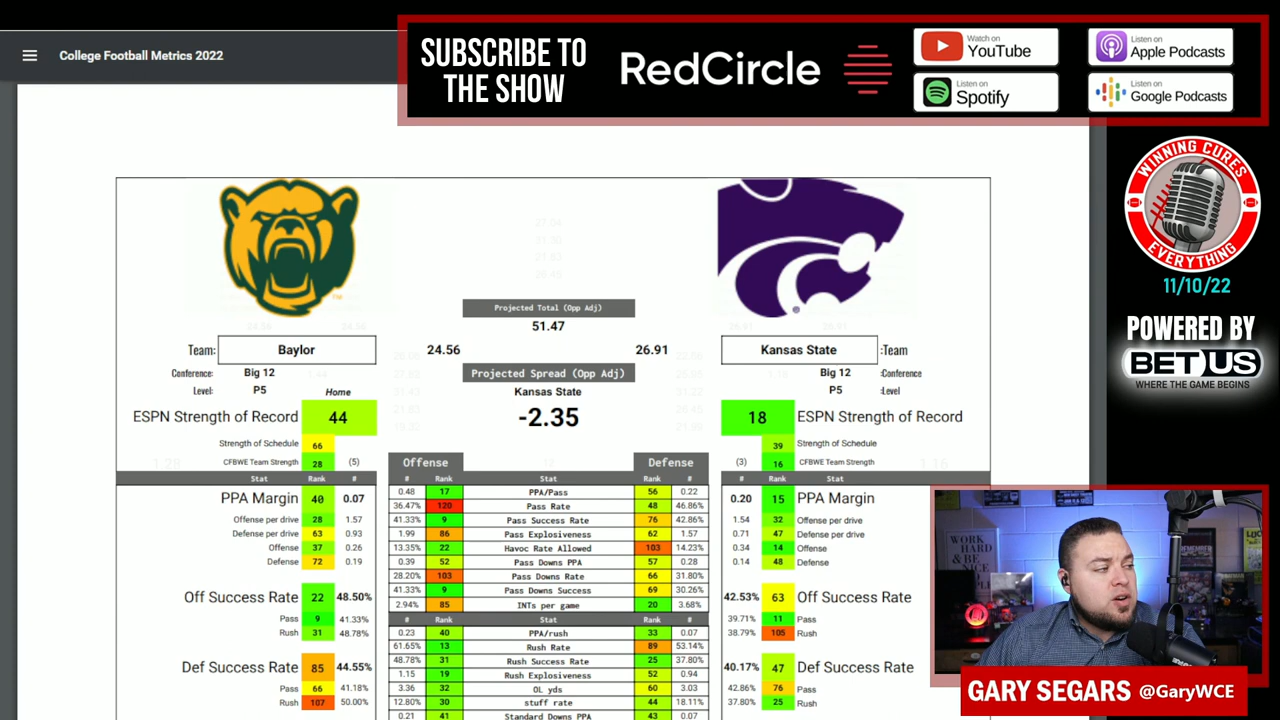 College Football Metrics 2022
SUBSCRIBE TO
THE SHOW
RedCircle
Watch on
YouTube
Listen on
Apple Podcasts
Listen on
Spotify
Listen on
Google Podcasts
WINNING CURES
EVERYTHING
11/10/22
POWERED BY
BETUS
WHERE THE GAME BEGINS
Projected Total (Opp Adj)
51.47
Team: Baylor 24.56 26.91 Kansas State :Team
Conference: Big 12 Projected Spread (Opp Adj) Big 12 :Conference
Level: P5 Home Kansas State P5 :Level
ESPN Strength of Record 44 -2.35 18 ESPN Strength of Record
Strength of Schedule 66 39 Strength of Schedule
CFBWE Team Strength 28 (5) Offense Defense (3) 16 CFBWE Team Strength
Stat Rank # # Rank Stat Rank # # Rank Stat
PPA Margin 40 0.07 0.48 17 PPA/Pass 56 0.22 0.20 15 PPA Margin
36.47% 120 Pass Rate 48 46.86%
Offense per drive 28 1.57 41.33% 9 Pass Success Rate 76 42.86% 1.54 32 Offense per drive
Defense per drive 63 0.93 1.99 86 Pass Explosiveness 62 1.57 0.71 47 Defense per drive
Offense 37 0.26 13.35% 22 Havoc Rate Allowed 103 14.23% 0.34 14 Offense
Defense 72 0.19 0.39 52 Pass Downs PPA 57 0.28 0.14 48 Defense
28.20% 103 Pass Downs Rate 66 31.80%
Off Success Rate 22 48.50% 41.33% 9 Pass Downs Success 69 30.26% 42.53% 63 Off Success Rate
2.94% 85 INTs per game 20 3.68%
Pass 9 41.33% # Rank Stat Rank # 39.71% 11 Pass
Rush 31 48.78% 0.23 40 PPA/rush 33 0.07 38.79% 105 Rush
61.65% 13 Rush Rate 89 53.14%
Def Success Rate 85 44.55% 48.78% 31 Rush Success Rate 25 37.80% 40.17% 47 Def Success Rate
1.15 19 Rush Explosiveness 52 0.94
Pass 66 41.18% 3.36 32 OL yds 60 3.03 42.86% 76 Pass
Rush 107 50.00% 12.80% 30 stuff rate 44 18.11% 37.80% 25 Rush
0.21 41 Standard Downs PPA 43 0.07
WORK
HARD
& BE
NICE
GARY SEGARS @GaryWCE